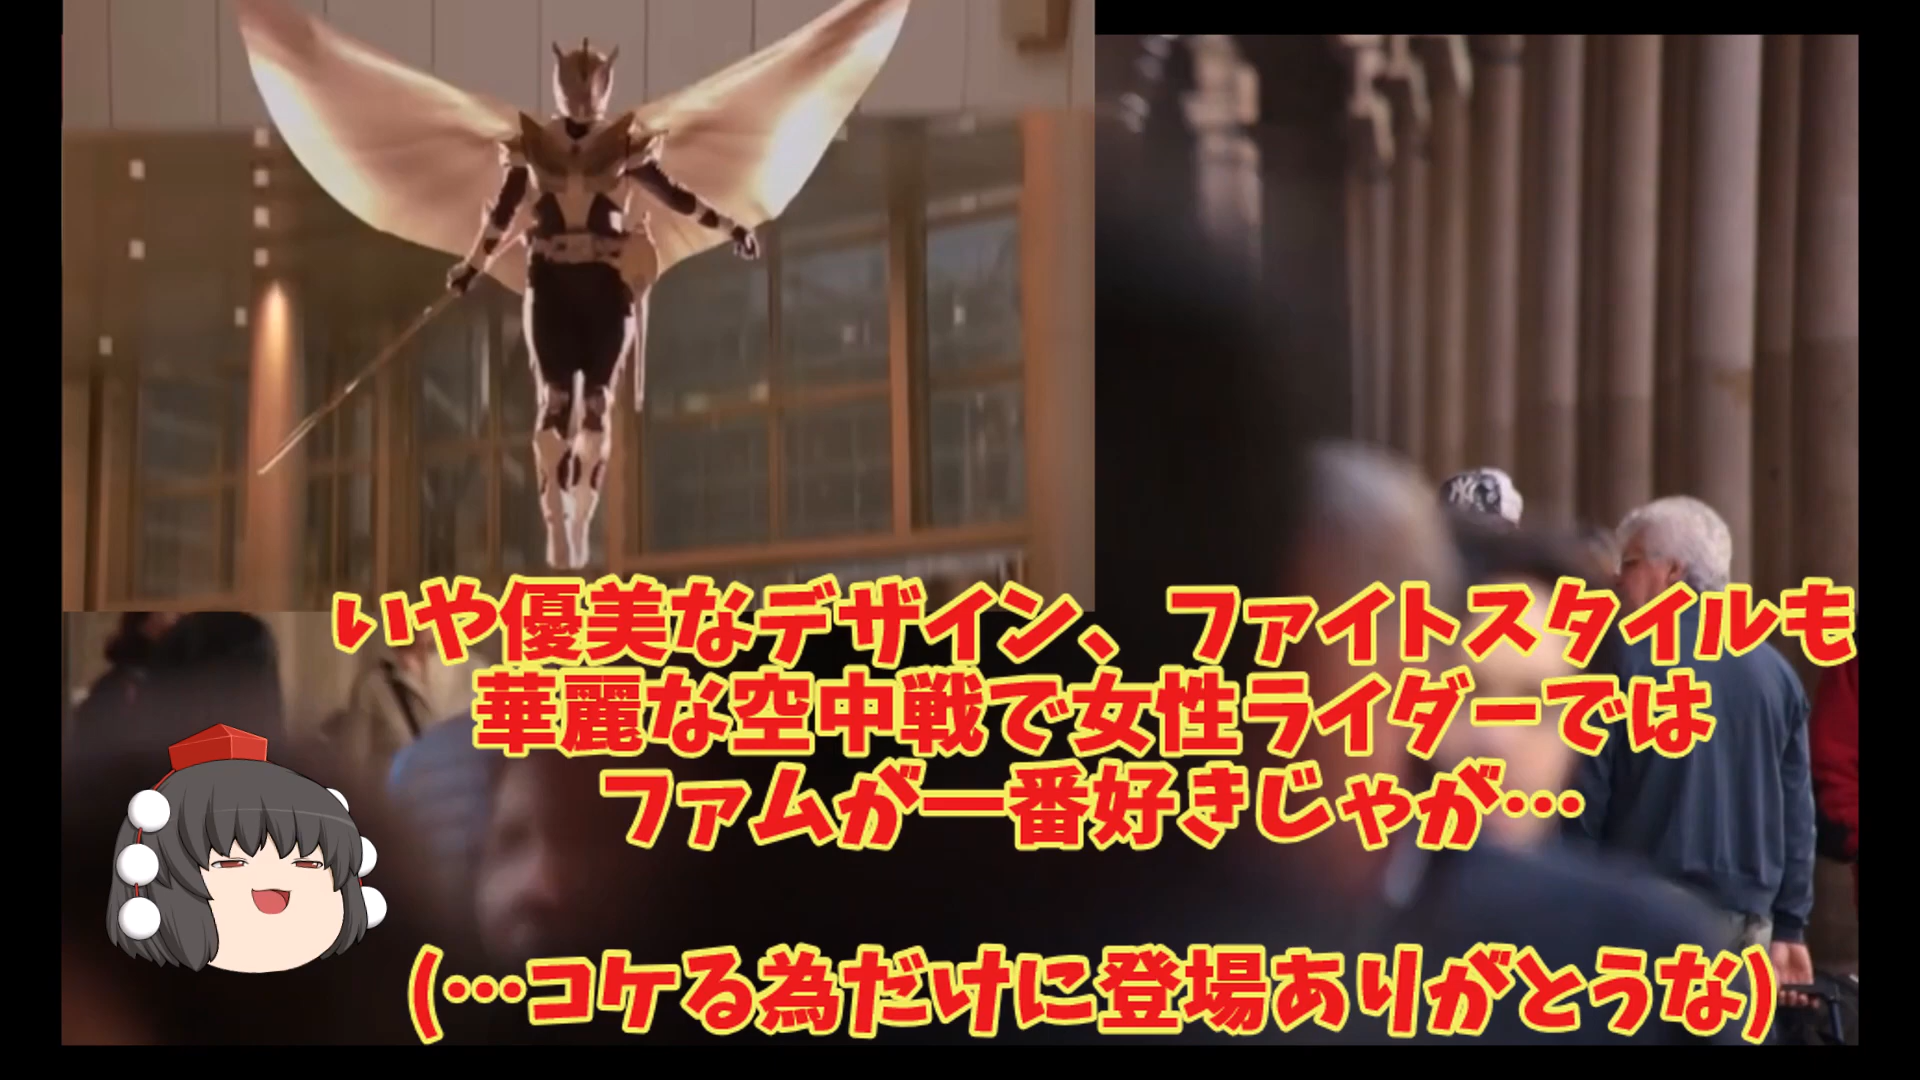 いや優美なデザイン、ファイトスタイルも
華麗な空中戦で女性ライダーでは
ファムが一番好きじゃが…
(…コケる為だけに登場ありがとうな)